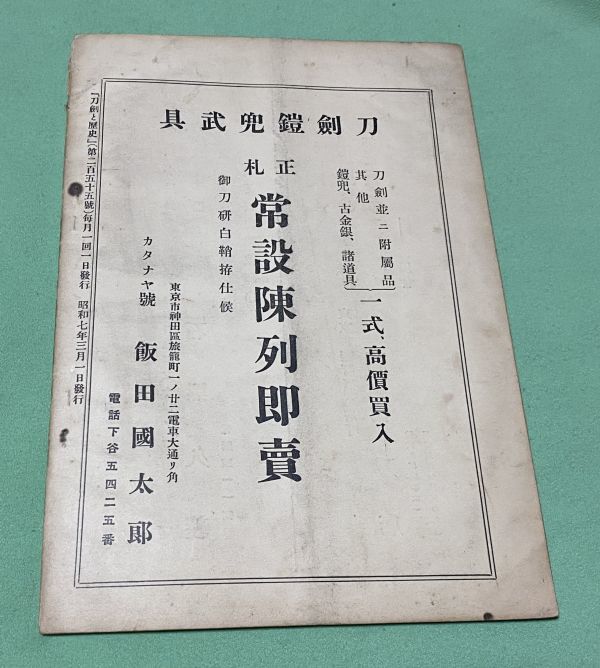 刀劍鎧兜武具
刀劍並ニ附屬品
其他
鎧兜、古金銀、諸道具
一式、高價買入
正札
常設陳列即賣
御刀研白鞘拵仕候
東京市神田區旅籠町一ノ廿二電車大通リ角
カタナヤ號 飯田國太郎
電話下谷五四二五番
『刀劍と歷史』(第二百五十五號)(每月一回一日發行) 昭和七年三月一日發行